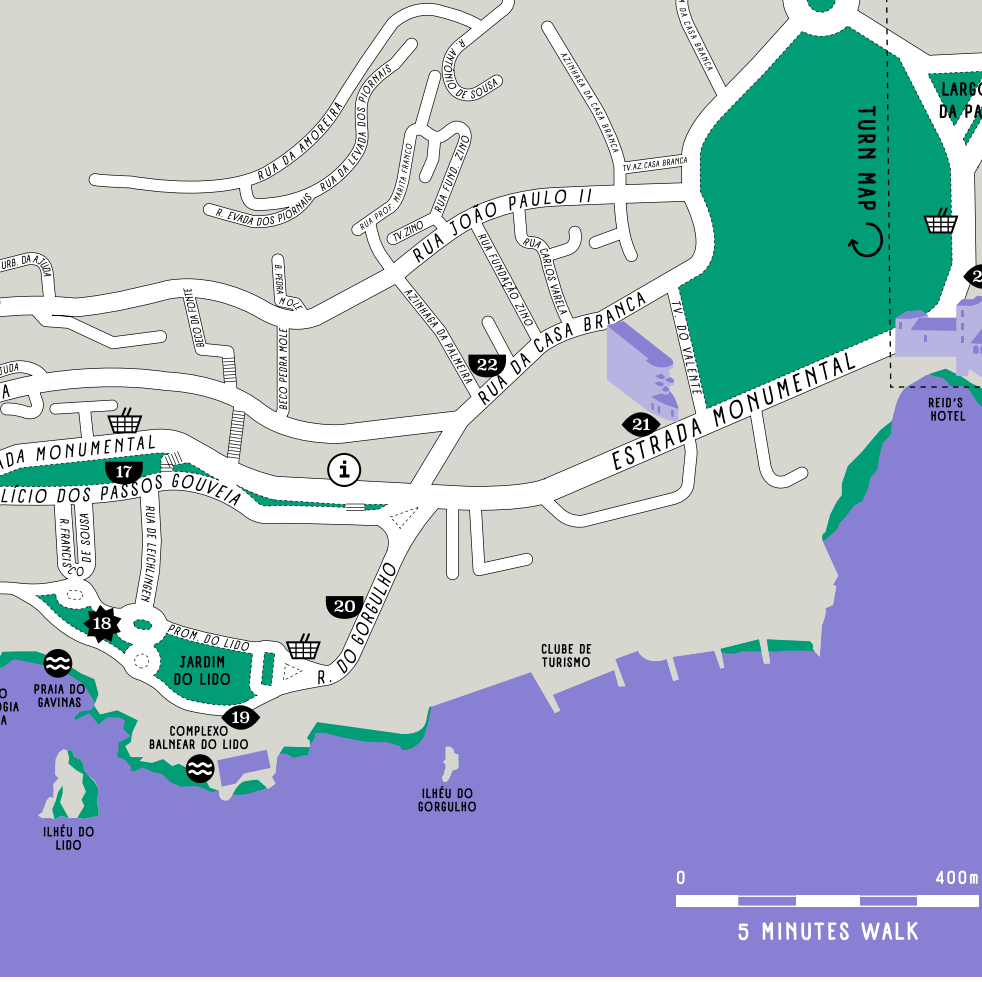 R. ANTONIO
DE SOUSA
AZINHAGA DA CASA BRANCA
DA CASA BRANCA
RUA DA AMOREIRA
RUA DA LEVADA DOS PIORNAIS
R. EVADA DOS PIORNAIS
RUA PROF. MARITA FRANCO
RUA FUND. ZINO
TV.ZINO
TV.AZ.CASA BRANCA
RUA JOÃO PAULO II
LARGO
DA PA
TURN MAP
URB. DA AJUDA
BECO DA FONTE
B. PEDRA MOLE
BECO PEDRA MOLE
AZINHAGA DA PALMEIRA
RUA FUNDAÇÃO ZINO
RUA CARLOS VARELA
RUA DA CASA BRANCA
TV. DO VALENTE
22
21
2
ESTRADA MONUMENTAL
REID'S
HOTEL
JUDA
A
ADA MONUMENTAL
17
i
LÍCIO DOS PASSOS GOUVEIA
R.FRANCISCO
DE SOUSA
RUA DE LEICHLINGEN
18
20
R. DO GORGULHO
PROM. DO LIDO
JARDIM
DO LIDO
CLUBE DE
TURISMO
PRAIA DO
GAVINAS
O
OGIA
A
19
COMPLEXO
BALNEAR DO LIDO
ILHÉU DO
GORGULHO
ILHÉU DO
LIDO
0 400m
5 MINUTES WALK